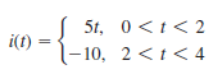 i(t) = { 5t, 0 < t < 2
−10, 2 < t < 4